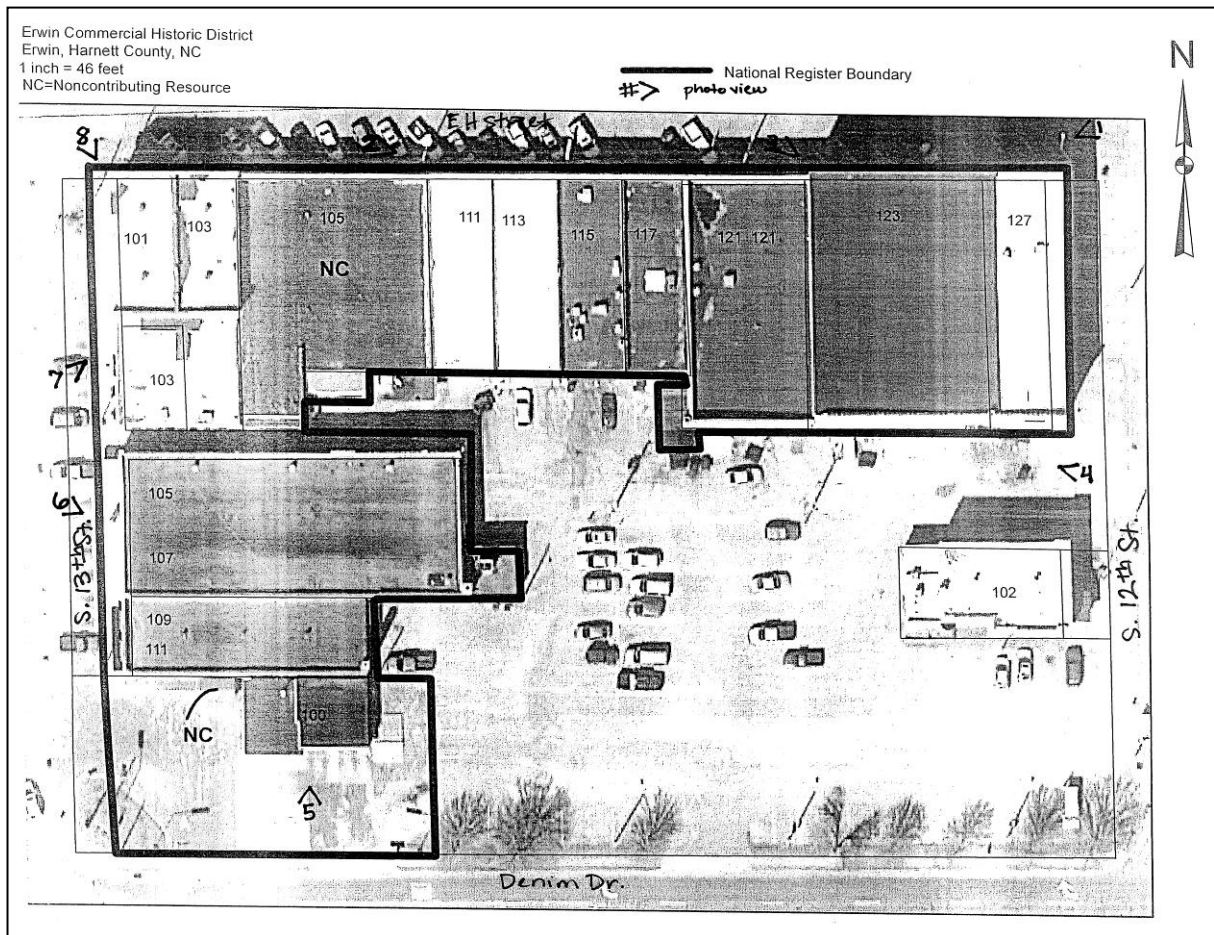 Erwin Commercial Historic District
Erwin, Harnett County, NC
1 inch = 46 feet
NC=Noncontributing Resource
National Register Boundary
#> photo view
N
E H Street
8
1
101
103
105
NC
111
113
115
117
121
121
123
127
103
7
6
S. 13th St.
105
107
109
111
NC
100
5
4
102
S. 12th St.
Denim Dr.